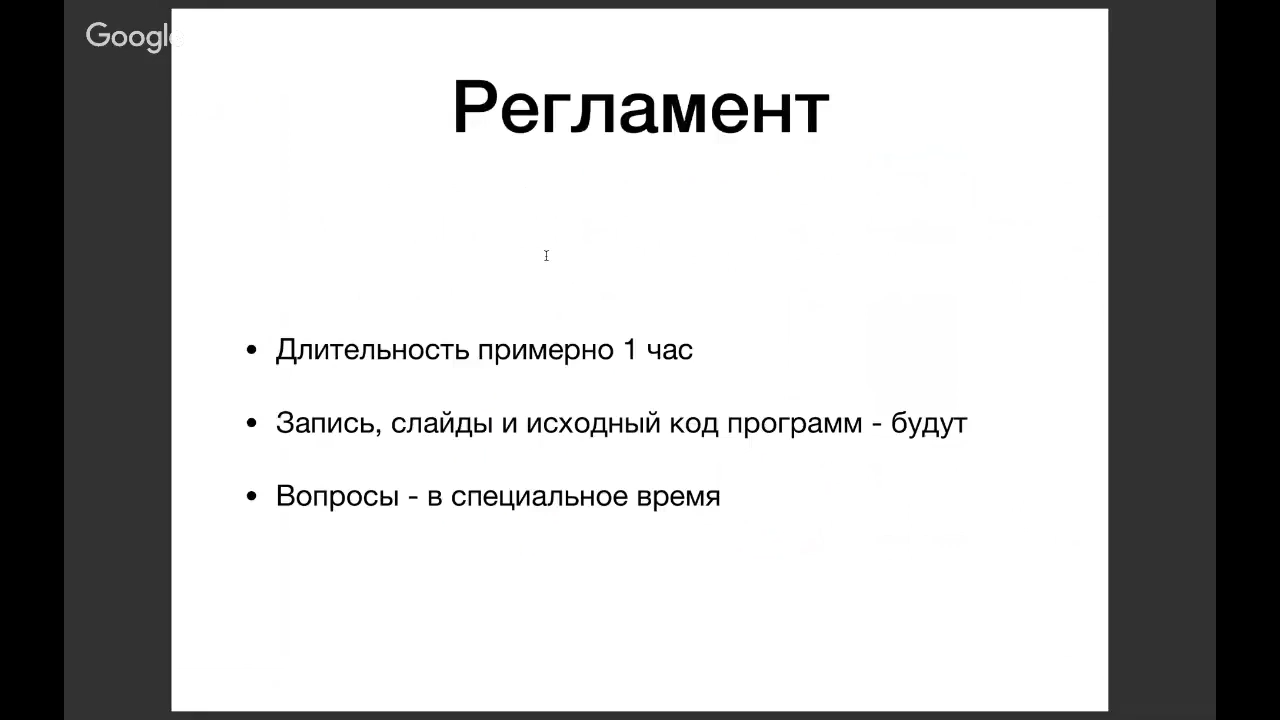 Google
Регламент
• Длительность примерно 1 час
• Запись, слайды и исходный код программ - будут
• Вопросы - в специальное время